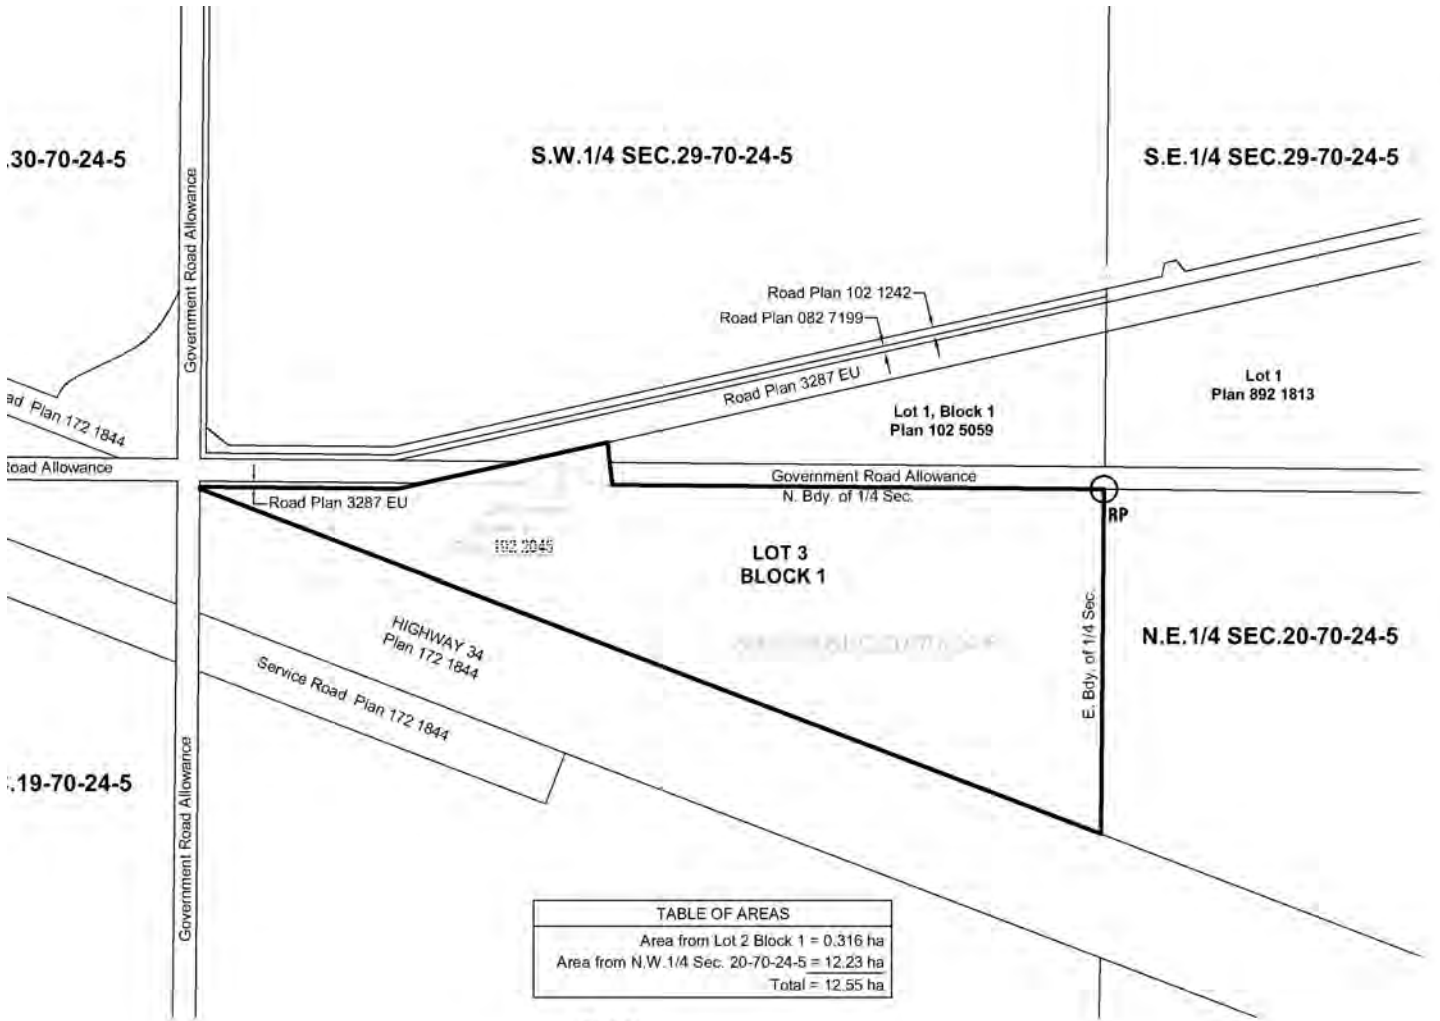 .30-70-24-5
S.W.1/4 SEC.29-70-24-5
S.E.1/4 SEC.29-70-24-5
Government Road Allowance
Road Plan 102 1242
Road Plan 082 7199
Road Plan 3287 EU
Lot 1
Plan 892 1813
Lot 1, Block 1
Plan 102 5059
ad Plan 172 1844
Road Allowance
Government Road Allowance
N. Bdy. of 1/4 Sec.
Road Plan 3287 EU
RP
102 2045
LOT 3
BLOCK 1
HIGHWAY 34
Plan 172 1844
E. Bdy. of 1/4 Sec.
N.E.1/4 SEC.20-70-24-5
Service Road Plan 172 1844
.19-70-24-5
Government Road Allowance
TABLE OF AREAS
Area from Lot 2 Block 1 = 0.316 ha
Area from N.W.1/4 Sec. 20-70-24-5 = 12.23 ha
Total = 12.55 ha